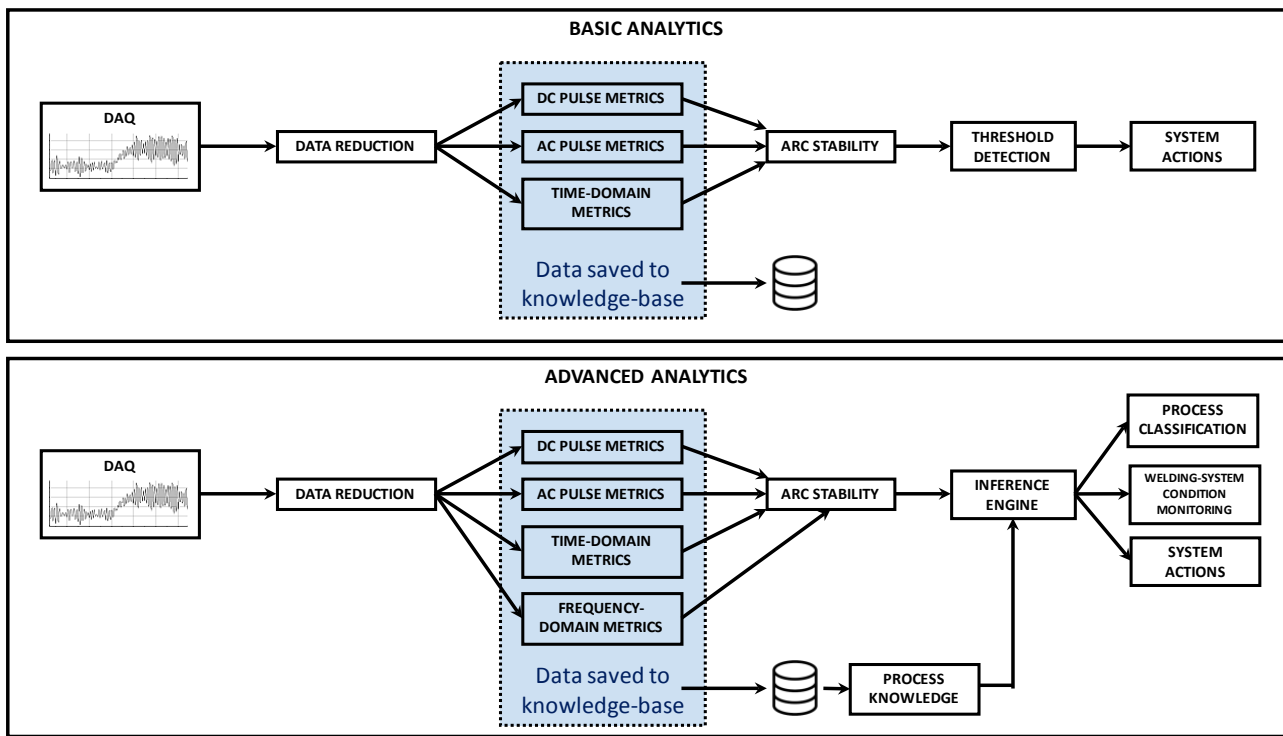 BASIC ANALYTICS
DAQ
DATA REDUCTION
DC PULSE METRICS
AC PULSE METRICS
TIME-DOMAIN
METRICS
Data saved to
knowledge-base
ARC STABILITY
THRESHOLD
DETECTION
SYSTEM
ACTIONS
ADVANCED ANALYTICS
DAQ
DATA REDUCTION
DC PULSE METRICS
AC PULSE METRICS
TIME-DOMAIN
METRICS
FREQUENCY-
DOMAIN METRICS
Data saved to
knowledge-base
ARC STABILITY
PROCESS
KNOWLEDGE
INFERENCE
ENGINE
PROCESS
CLASSIFICATION
WELDING-SYSTEM
CONDITION
MONITORING
SYSTEM
ACTIONS